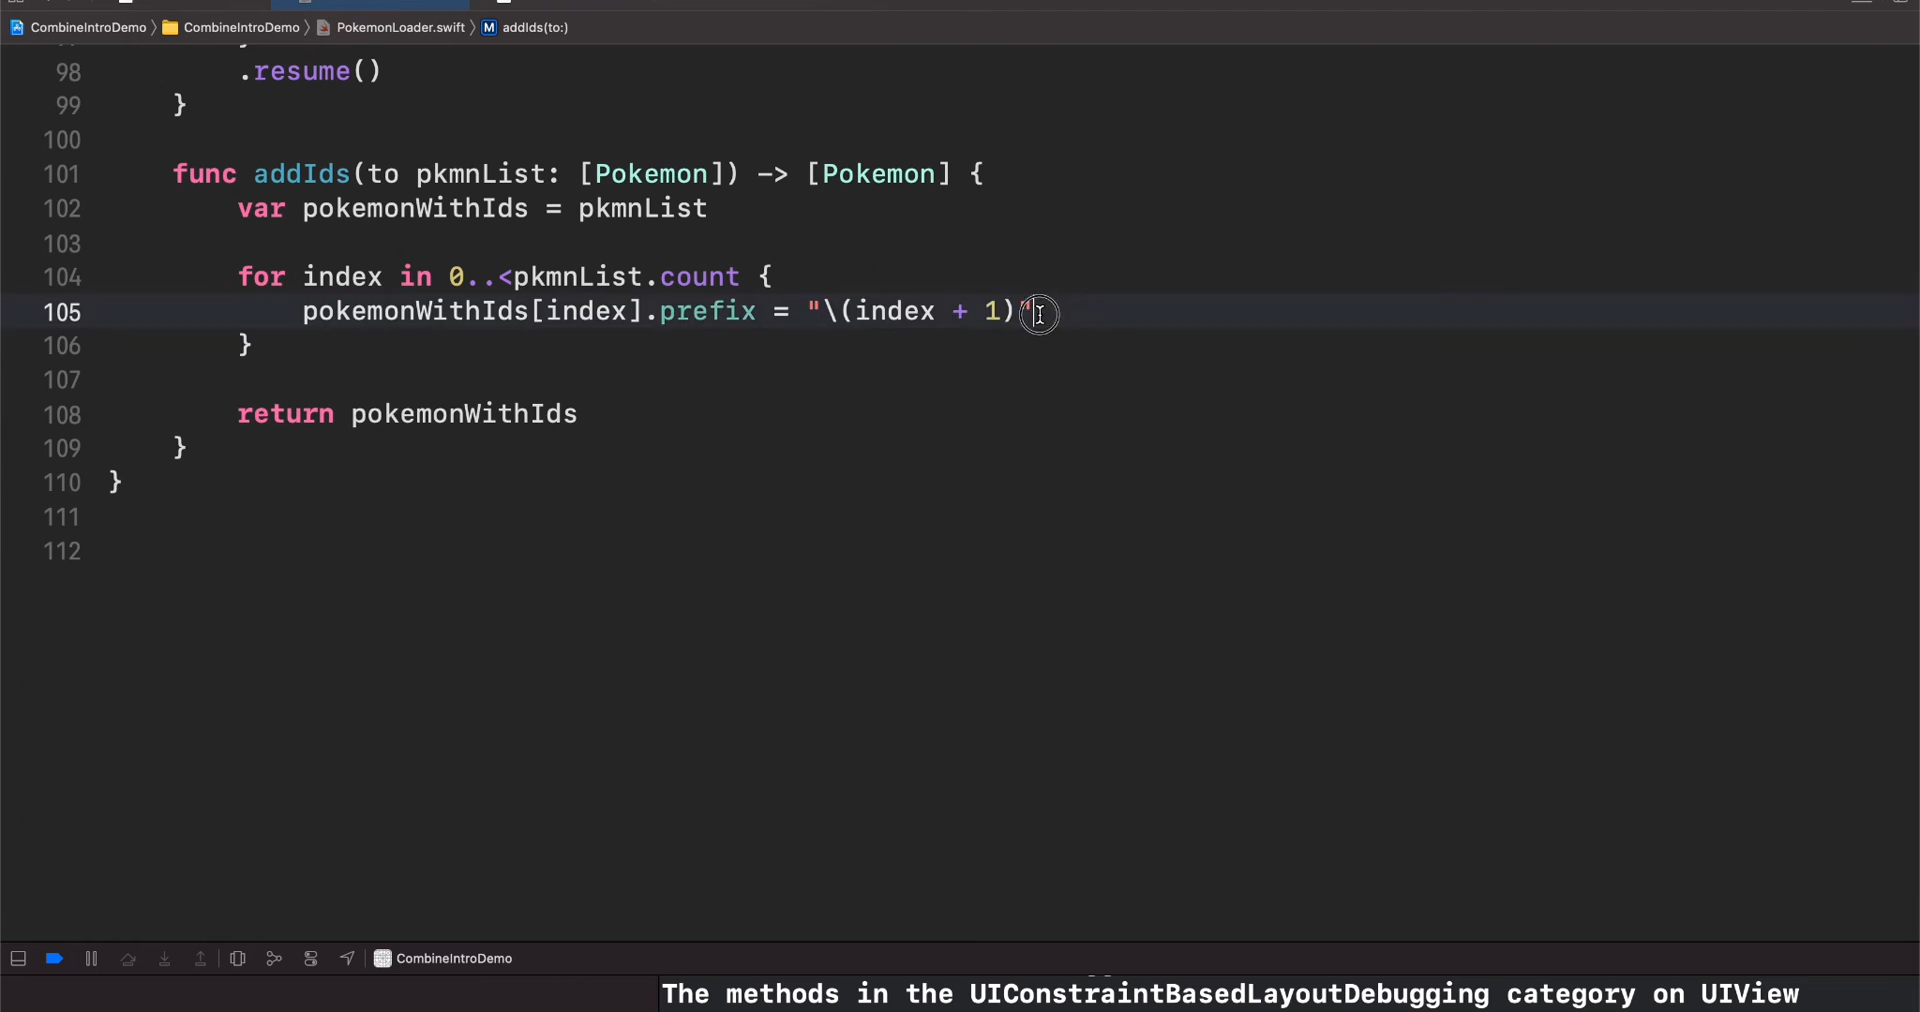 CombineIntroDemo 〉 CombineIntroDemo 〉 PokemonLoader.swift 〉 M addIds(to:)
98 .resume()
99 }
100
101 func addIds(to pkmnList: [Pokemon]) -> [Pokemon] {
102 var pokemonWithIds = pkmnList
103
104 for index in 0..<pkmnList.count {
105 pokemonWithIds[index].prefix = "\(index + 1)"
106 }
107
108 return pokemonWithIds
109 }
110 }
111
112
CombineIntroDemo
The methods in the UIConstraintBasedLayoutDebugging category on UIView